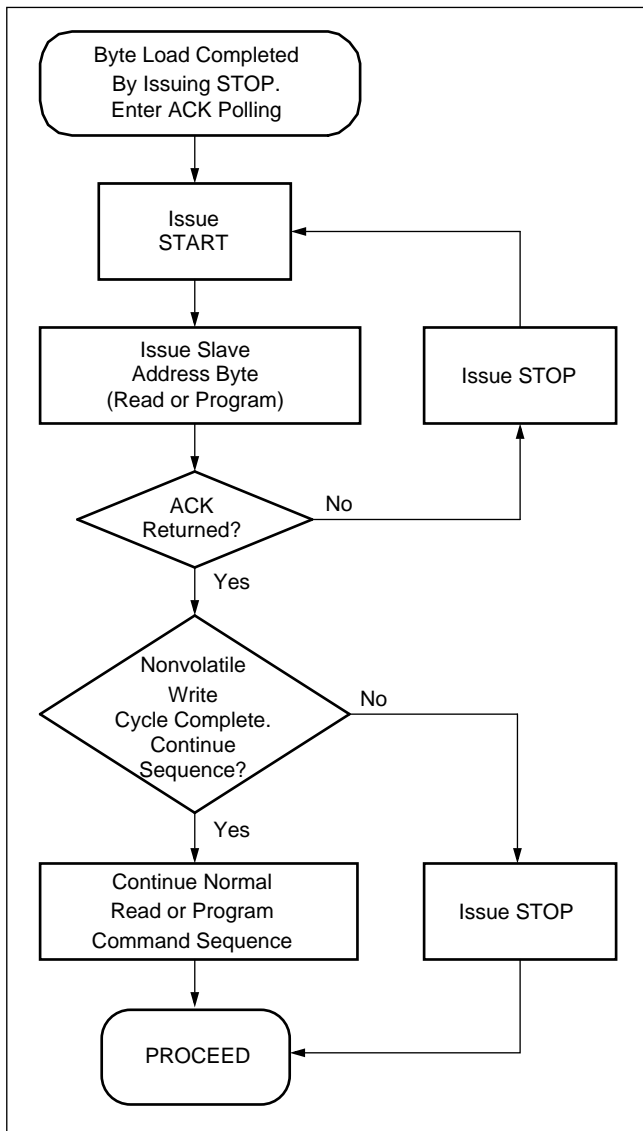 Byte Load Completed
By Issuing STOP.
Enter ACK Polling
Issue
START
Issue Slave
Address Byte
(Read or Program)
Issue STOP
ACK
Returned?
No
Yes
Nonvolatile
Write
Cycle Complete.
Continue
Sequence?
No
Yes
Continue Normal
Read or Program
Command Sequence
Issue STOP
PROCEED